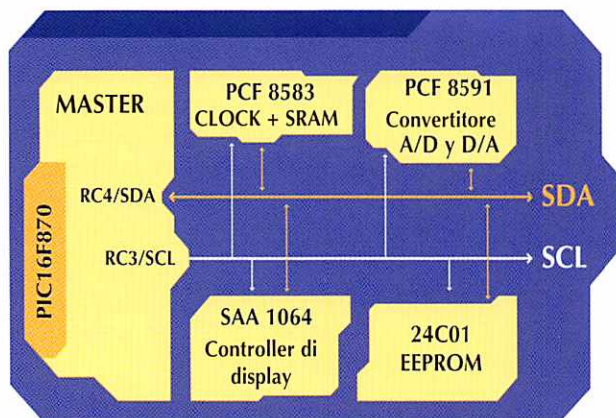 MASTER
PIC16F870
RC4/SDA
RC3/SCL
PCF 8583
CLOCK + SRAM
PCF 8591
Convertitore
A/D y D/A
SDA
SCL
SAA 1064
Controller di
display
24C01
EEPROM